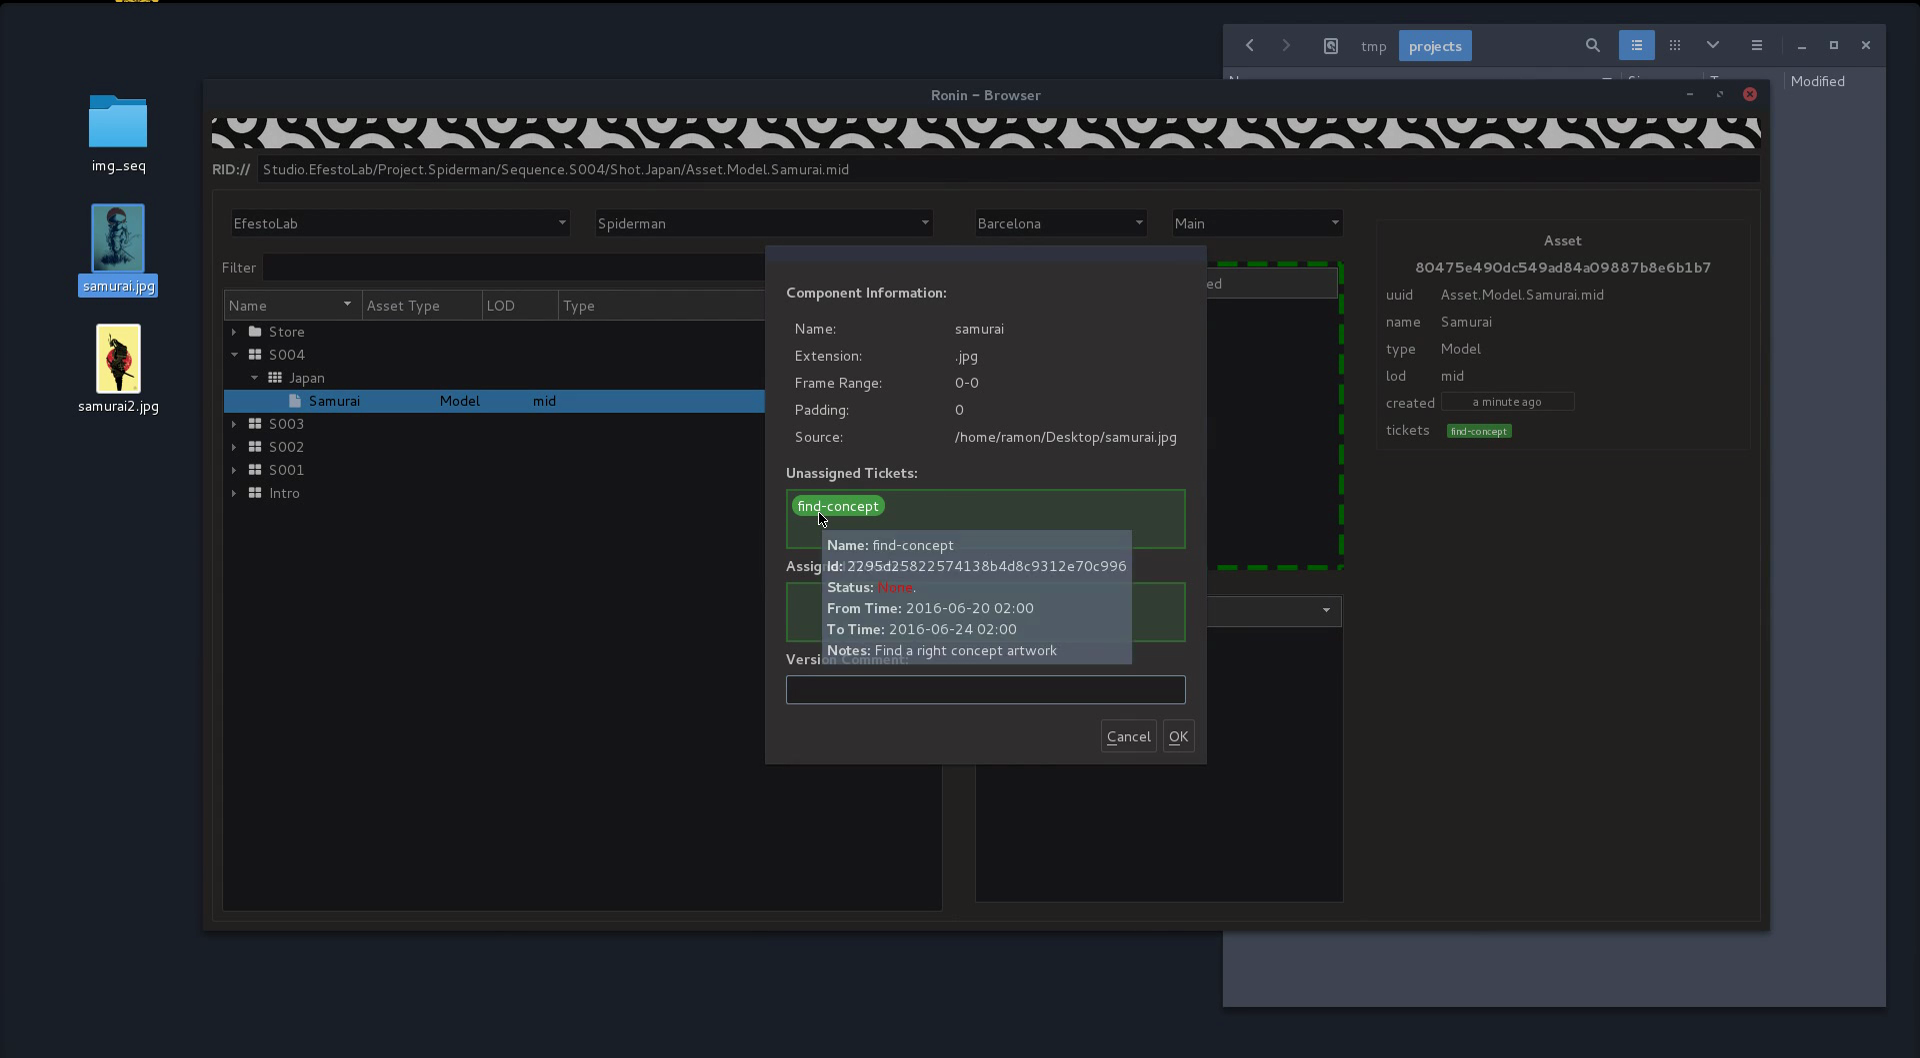 tmp
projects
Modified
img_seq
samurai.jpg
samurai2.jpg
Ronin – Browser
RID://
Studio.EfestoLab/Project.Spiderman/Sequence.S004/Shot.Japan/Asset.Model.Samurai.mid
EfestoLab
Spiderman
Barcelona
Main
Filter
Name Asset Type LOD Type
Store
S004
Japan
Samurai Model mid
S003
S002
S001
Intro
Component Information:
Name: samurai
Extension: .jpg
Frame Range: 0-0
Padding: 0
Source: /home/ramon/Desktop/samurai.jpg
Unassigned Tickets:
find-concept
Name: find-concept
Id: 2295d25822574138b4d8c9312e70c996
Status: None.
From Time: 2016-06-20 02:00
To Time: 2016-06-24 02:00
Notes: Find a right concept artwork
Version Comment:
Cancel
OK
Asset
80475e490dc549ad84a09887b8e6b1b7
uuid Asset.Model.Samurai.mid
name Samurai
type Model
lod mid
created a minute ago
tickets find-concept